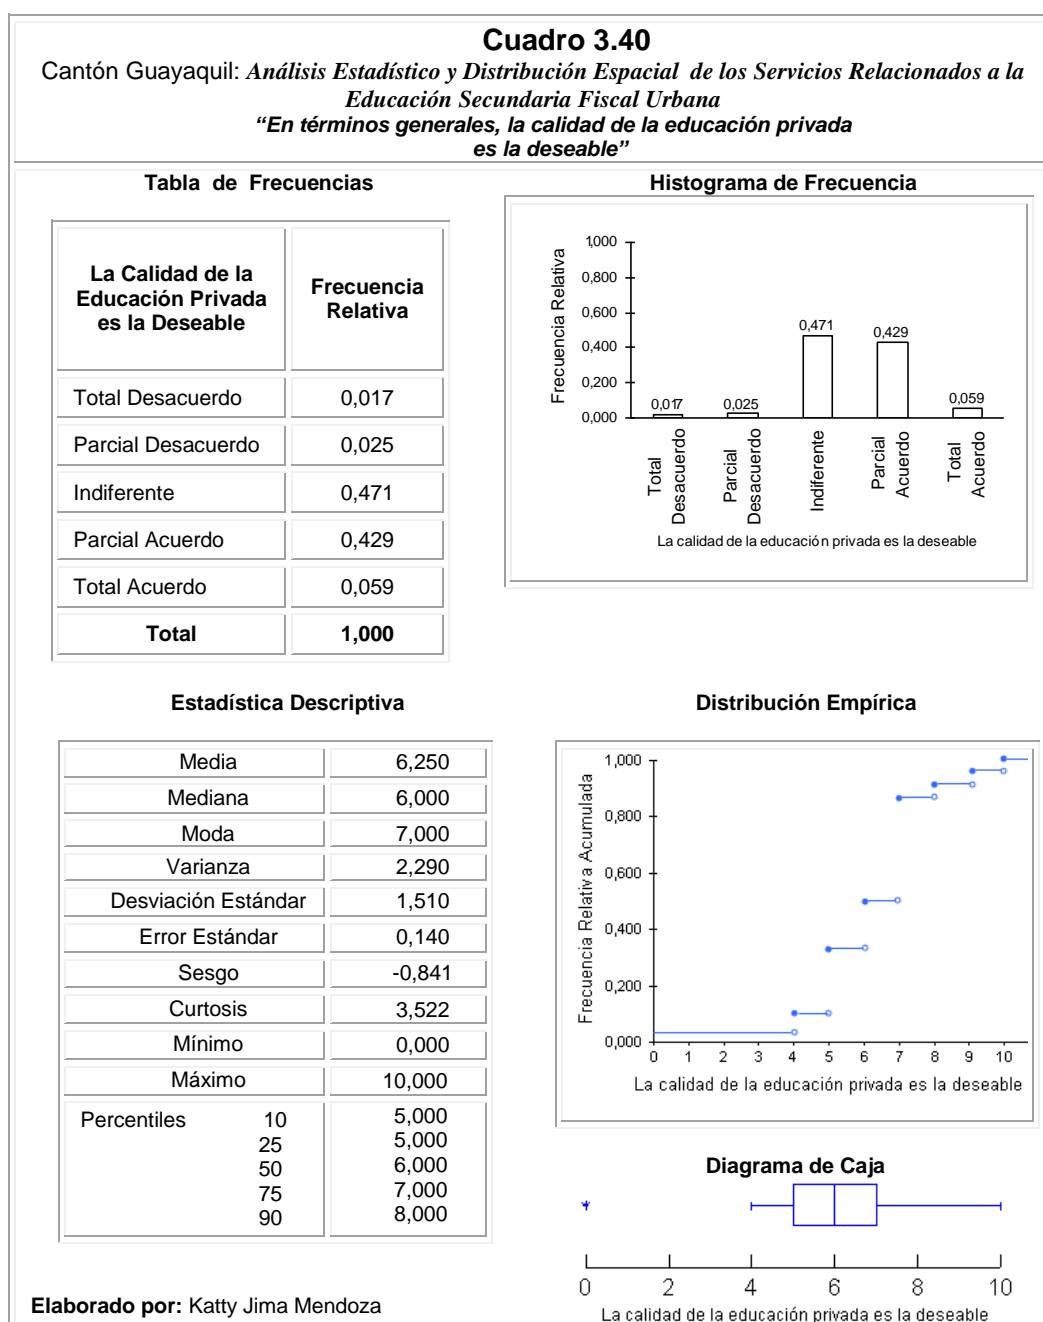 Cuadro 3.40
Cantón Guayaquil: Análisis Estadístico y Distribución Espacial de los Servicios Relacionados a la
Educación Secundaria Fiscal Urbana
“En términos generales, la calidad de la educación privada
es la deseable”
Tabla de Frecuencias
La Calidad de la
Educación Privada
es la Deseable
Frecuencia
Relativa
Total Desacuerdo 0,017
Parcial Desacuerdo 0,025
Indiferente 0,471
Parcial Acuerdo 0,429
Total Acuerdo 0,059
Total 1,000
Histograma de Frecuencia
Frecuencia Relativa
1,000
0,800
0,600
0,400
0,200
0,000
0,017
0,025
0,471
0,429
0,059
Total
Desacuerdo
Parcial
Desacuerdo
Indiferente
Parcial
Acuerdo
Total
Acuerdo
La calidad de la educación privada es la deseable
Estadística Descriptiva
Media 6,250
Mediana 6,000
Moda 7,000
Varianza 2,290
Desviación Estándar 1,510
Error Estándar 0,140
Sesgo -0,841
Curtosis 3,522
Mínimo 0,000
Máximo 10,000
Percentiles 10 5,000
25 5,000
50 6,000
75 7,000
90 8,000
Distribución Empírica
Frecuencia Relativa Acumulada
1,000
0,800
0,600
0,400
0,200
0,000
0 1 2 3 4 5 6 7 8 9 10
La calidad de la educación privada es la deseable
Diagrama de Caja
0 2 4 6 8 10
La calidad de la educación privada es la deseable
Elaborado por: Katty Jima Mendoza